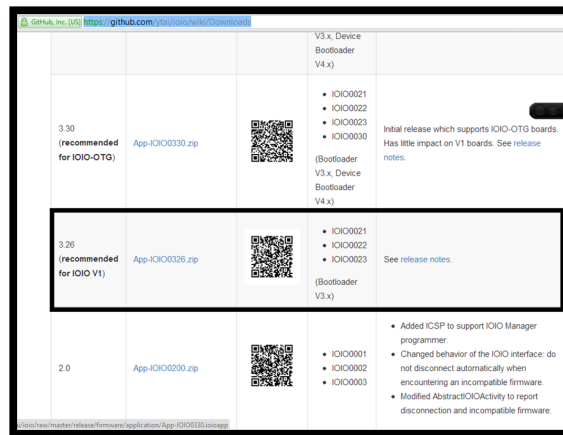 GitHub, Inc. [US] https://github.com/ytai/ioio/wiki/Downloads
V3.x, Device
Bootloader
V4.x)
3.30
(recommended
for IOIO-OTG)
App-IOIO0330.zip
• IOIO0021
• IOIO0022
• IOIO0023
• IOIO0030
(Bootloader
V3.x, Device
Bootloader
V4.x)
Initial release which supports IOIO-OTG boards.
Has little impact on V1 boards. See release
notes.
3.26
(recommended
for IOIO V1)
App-IOIO0326.zip
• IOIO0021
• IOIO0022
• IOIO0023
(Bootloader
V3.x)
See release notes.
2.0
App-IOIO0200.zip
• IOIO0001
• IOIO0002
• IOIO0003
• Added ICSP to support IOIO Manager
programmer.
• Changed behavior of the IOIO interface: do
not disconnect automatically when
encountering an incompatible firmware.
• Modified AbstractIOIOActivity to report
disconnection and incompatible firmware.
i/ioio/raw/master/release/firmware/application/App-IOIO0330.ioioapp